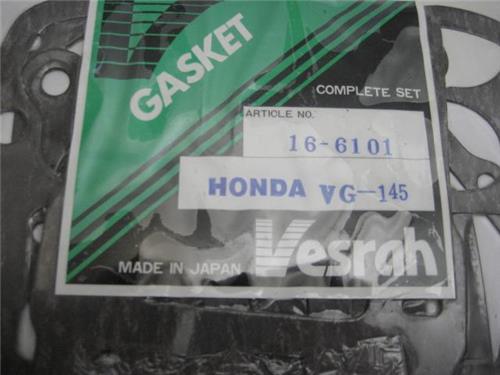 GASKET
COMPLETE SET
ARTICLE NO.
16-6101
HONDA VG-145
Vesrah
MADE IN JAPAN